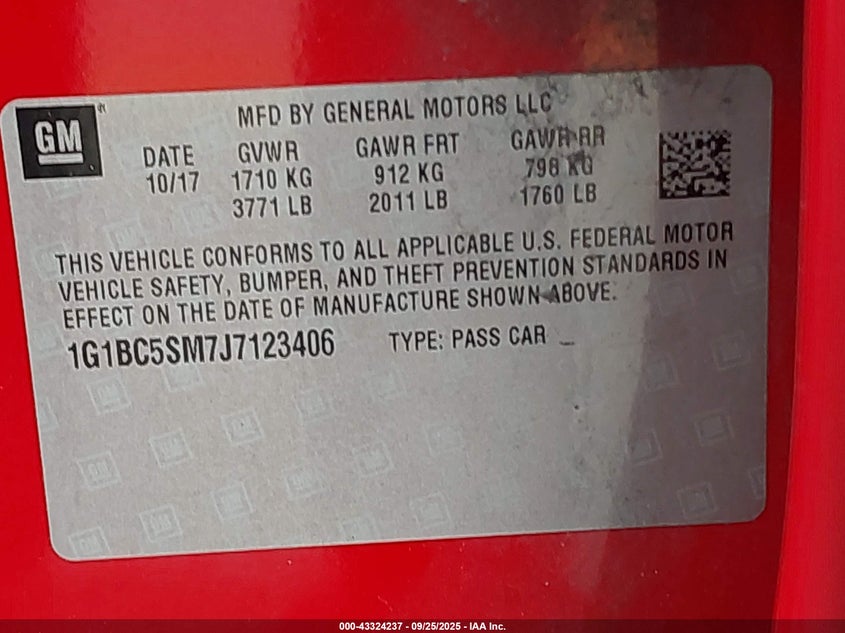 GM
MFD BY GENERAL MOTORS LLC
DATE GVWR GAWR FRT GAWR RR
10/17 1710 KG 912 KG 798 KG
3771 LB 2011 LB 1760 LB
THIS VEHICLE CONFORMS TO ALL APPLICABLE U.S. FEDERAL MOTOR
VEHICLE SAFETY, BUMPER, AND THEFT PREVENTION STANDARDS IN
EFFECT ON THE DATE OF MANUFACTURE SHOWN ABOVE.
1G1BC5SM7J7123406 TYPE: PASS CAR _
000-43324237 - 09/25/2025 - IAA Inc.